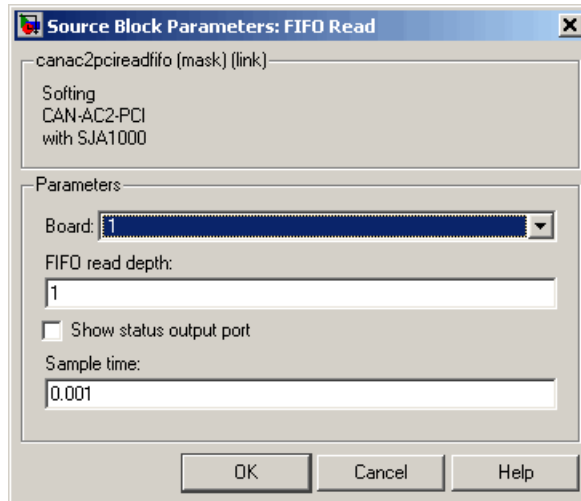 Source Block Parameters: FIFO Read
canac2pcireadfifo (mask) (link)
Softing
CAN-AC2-PCI
with SJA1000
Parameters
Board: 1
FIFO read depth:
1
Show status output port
Sample time:
0.001
OK Cancel Help